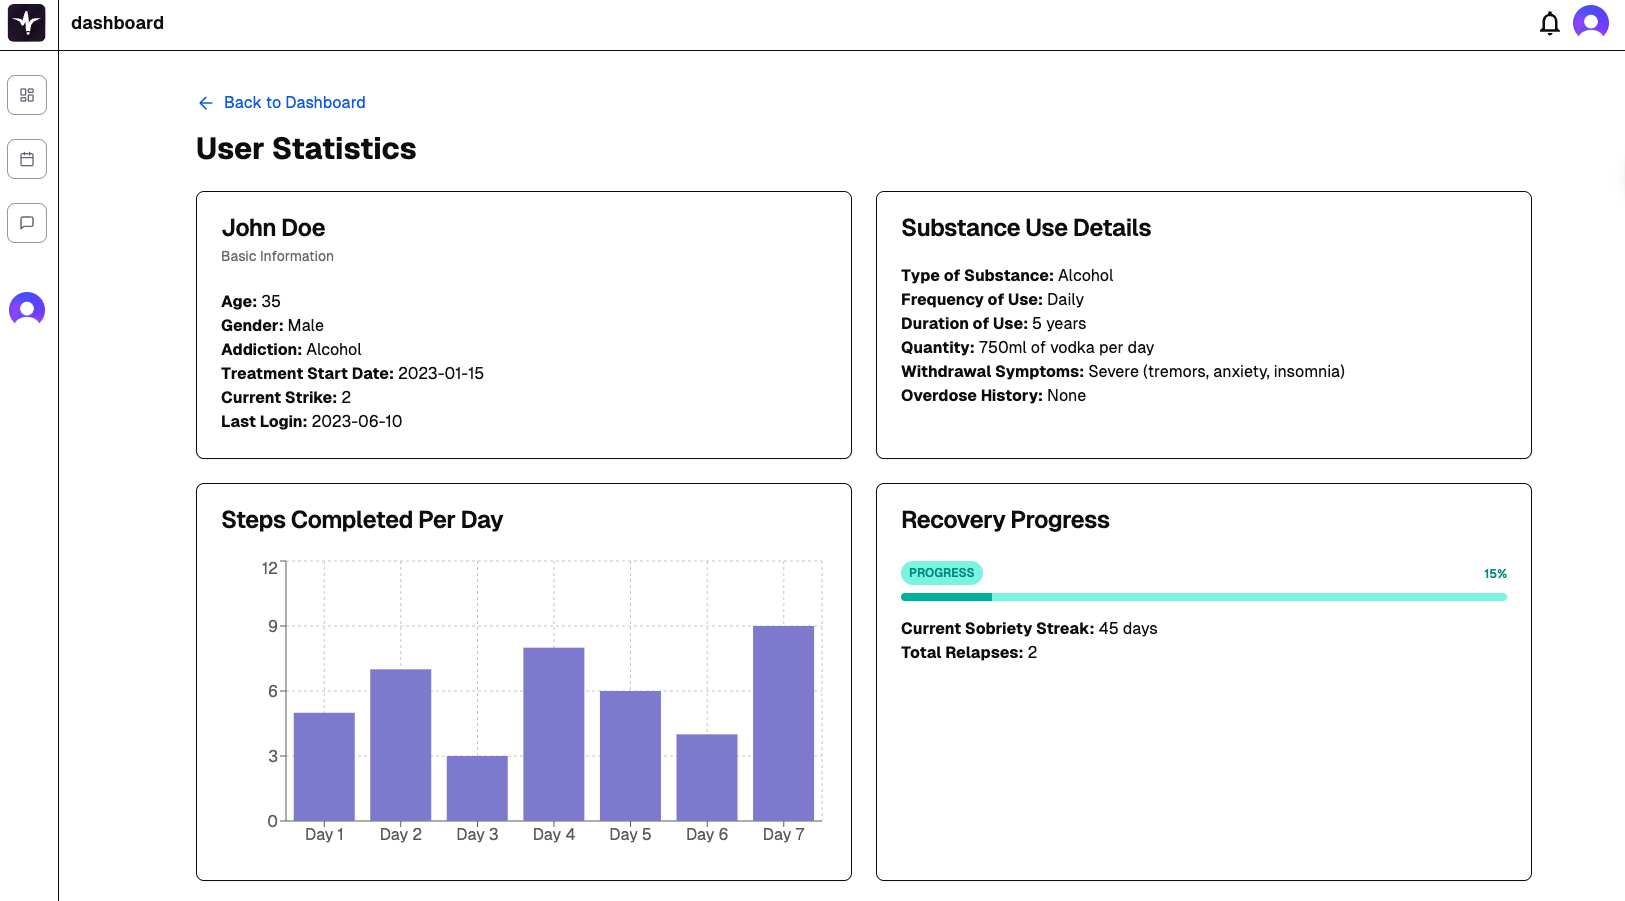 dashboard
Back to Dashboard
User Statistics
John Doe
Basic Information
Age: 35
Gender: Male
Addiction: Alcohol
Treatment Start Date: 2023-01-15
Current Strike: 2
Last Login: 2023-06-10
Substance Use Details
Type of Substance: Alcohol
Frequency of Use: Daily
Duration of Use: 5 years
Quantity: 750ml of vodka per day
Withdrawal Symptoms: Severe (tremors, anxiety, insomnia)
Overdose History: None
Steps Completed Per Day
12
9
6
3
0
Day 1 Day 2 Day 3 Day 4 Day 5 Day 6 Day 7
Recovery Progress
PROGRESS 15%
Current Sobriety Streak: 45 days
Total Relapses: 2